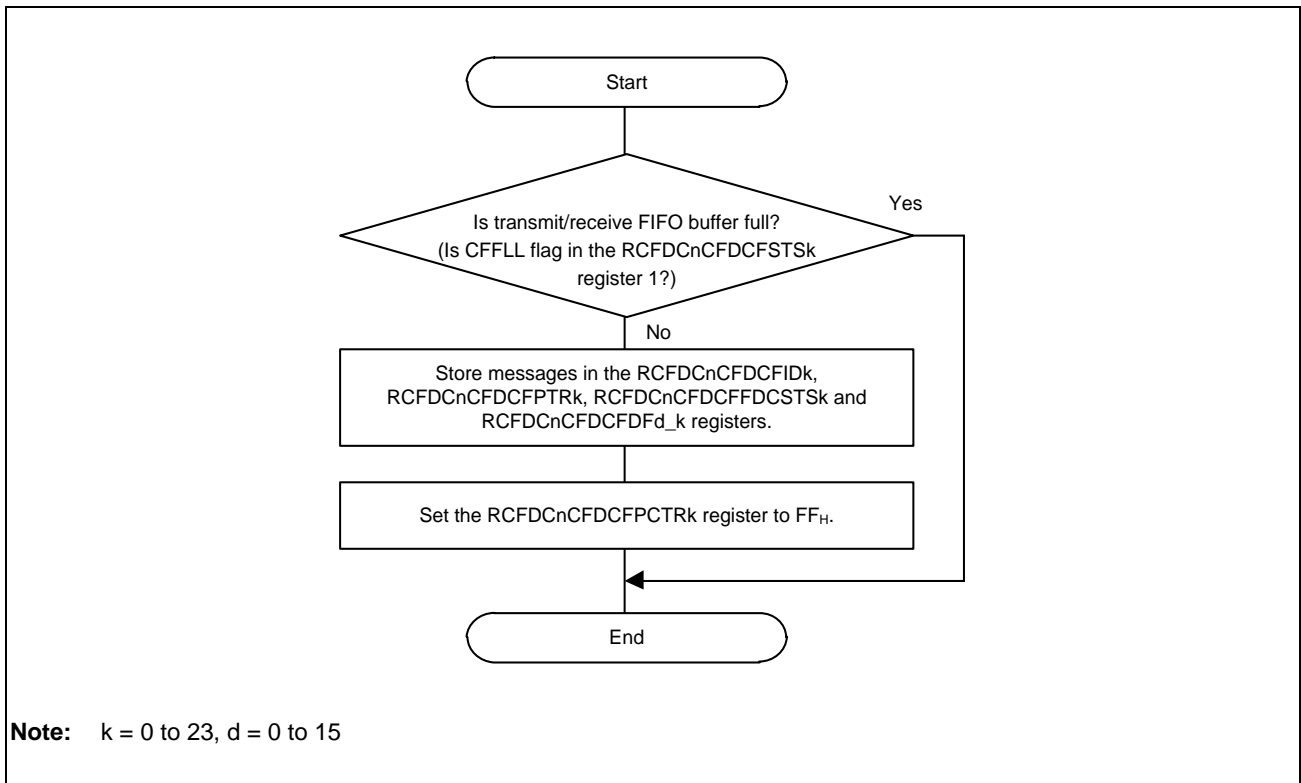 Start
Yes
Is transmit/receive FIFO buffer full?
(Is CFFLL flag in the RCFDCnCFDCFSTSk
register 1?)
No
Store messages in the RCFDCnCFDCFIDk,
RCFDCnCFDCFPTRk, RCFDCnCFDCFFDCSTSk and
RCFDCnCFDCFDFd_k registers.
Set the RCFDCnCFDCFPCTRk register to FFH.
End
Note: k = 0 to 23, d = 0 to 15